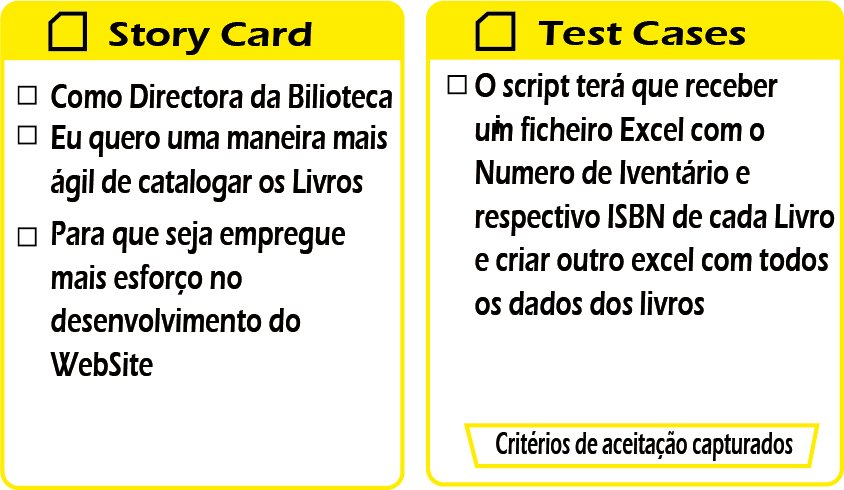 Story Card
Como Directora da Bilioteca
Eu quero uma maneira mais
ágil de catalogar os Livros
Para que seja empregue
mais esforço no
desenvolvimento do
WebSite
Test Cases
O script terá que receber
um ficheiro Excel com o
Numero de Iventário e
respectivo ISBN de cada Livro
e criar outro excel com todos
os dados dos livros
Critérios de aceitação capturados